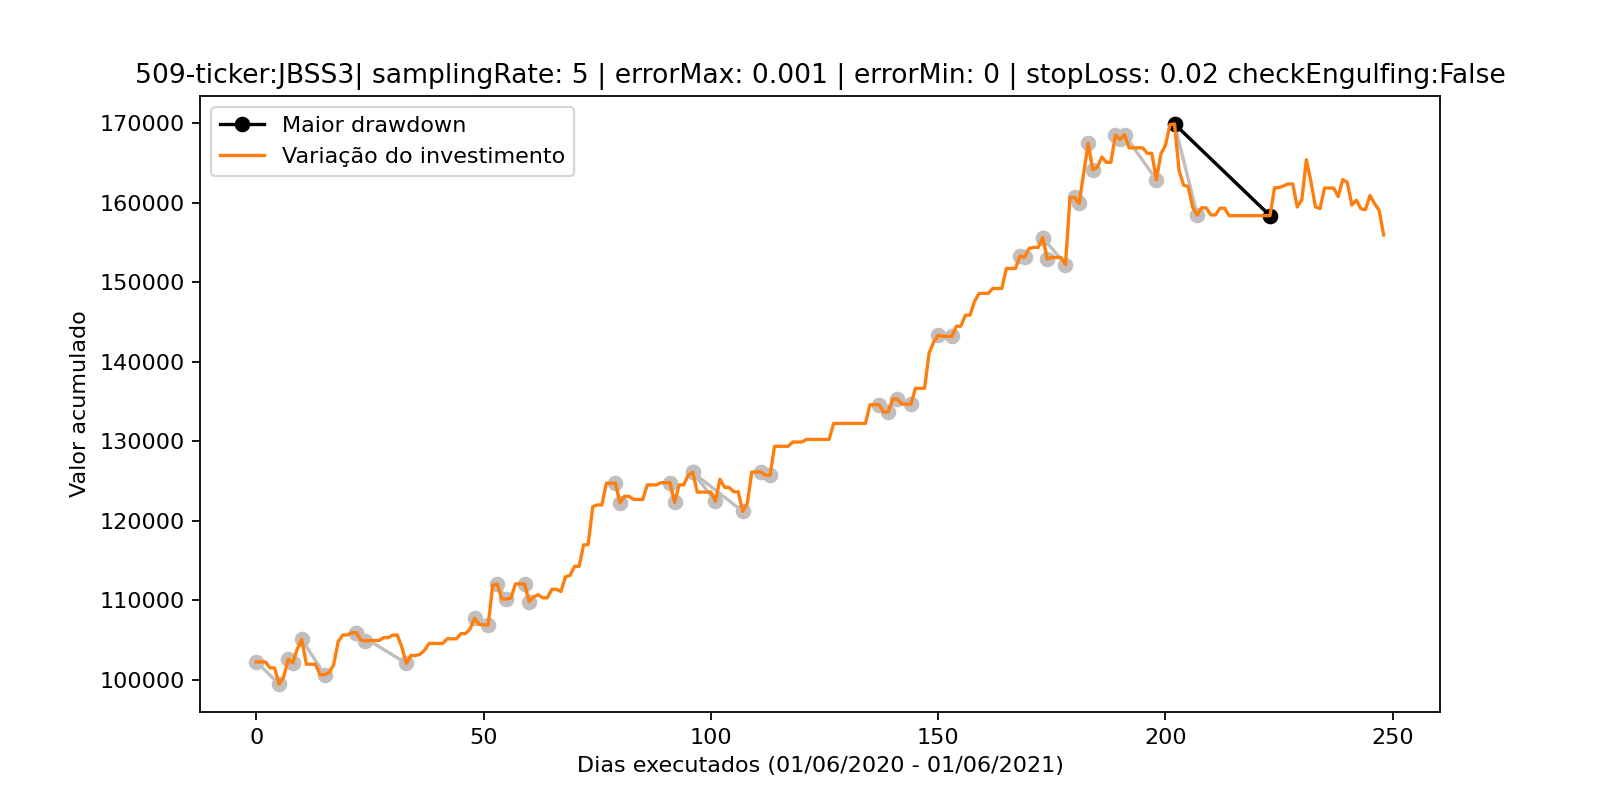 509-ticker:JBSS3| samplingRate: 5 | errorMax: 0.001 | errorMin: 0 | stopLoss: 0.02 checkEngulfing:False
Maior drawdown
Variação do investimento
Valor acumulado
170000
160000
150000
140000
130000
120000
110000
100000
0 50 100 150 200 250
Dias executados (01/06/2020 - 01/06/2021)